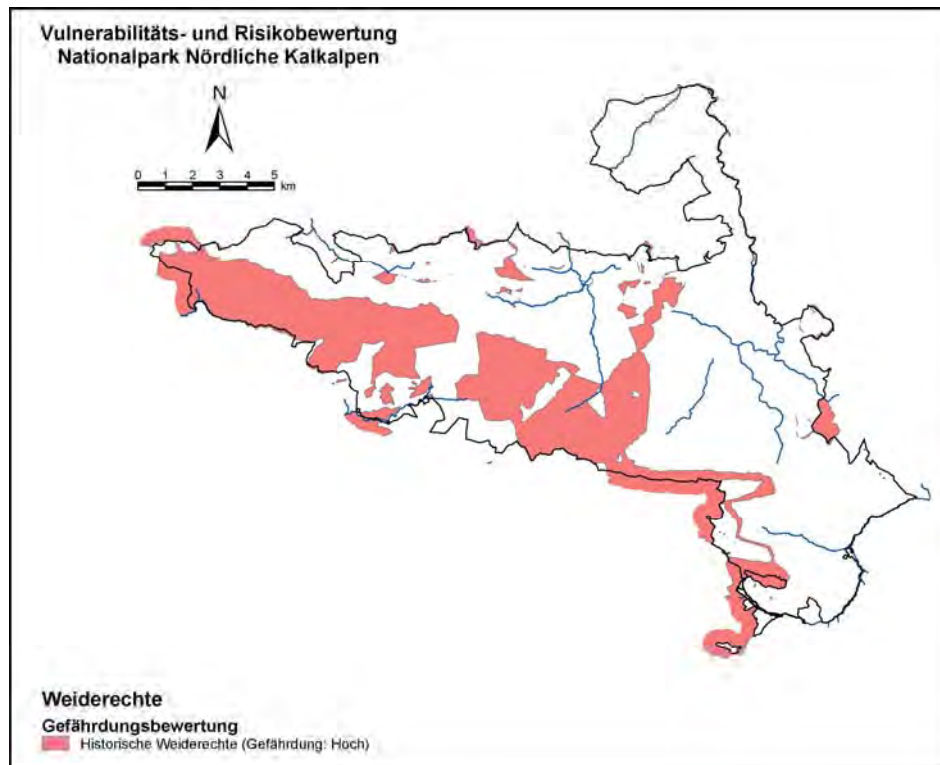 Vulnerabilitäts- und Risikobewertung
Nationalpark Nördliche Kalkalpen
N
0 1 2 3 4 5
km
Weiderechte
Gefährdungsbewertung
Historische Weiderechte (Gefährdung: Hoch)